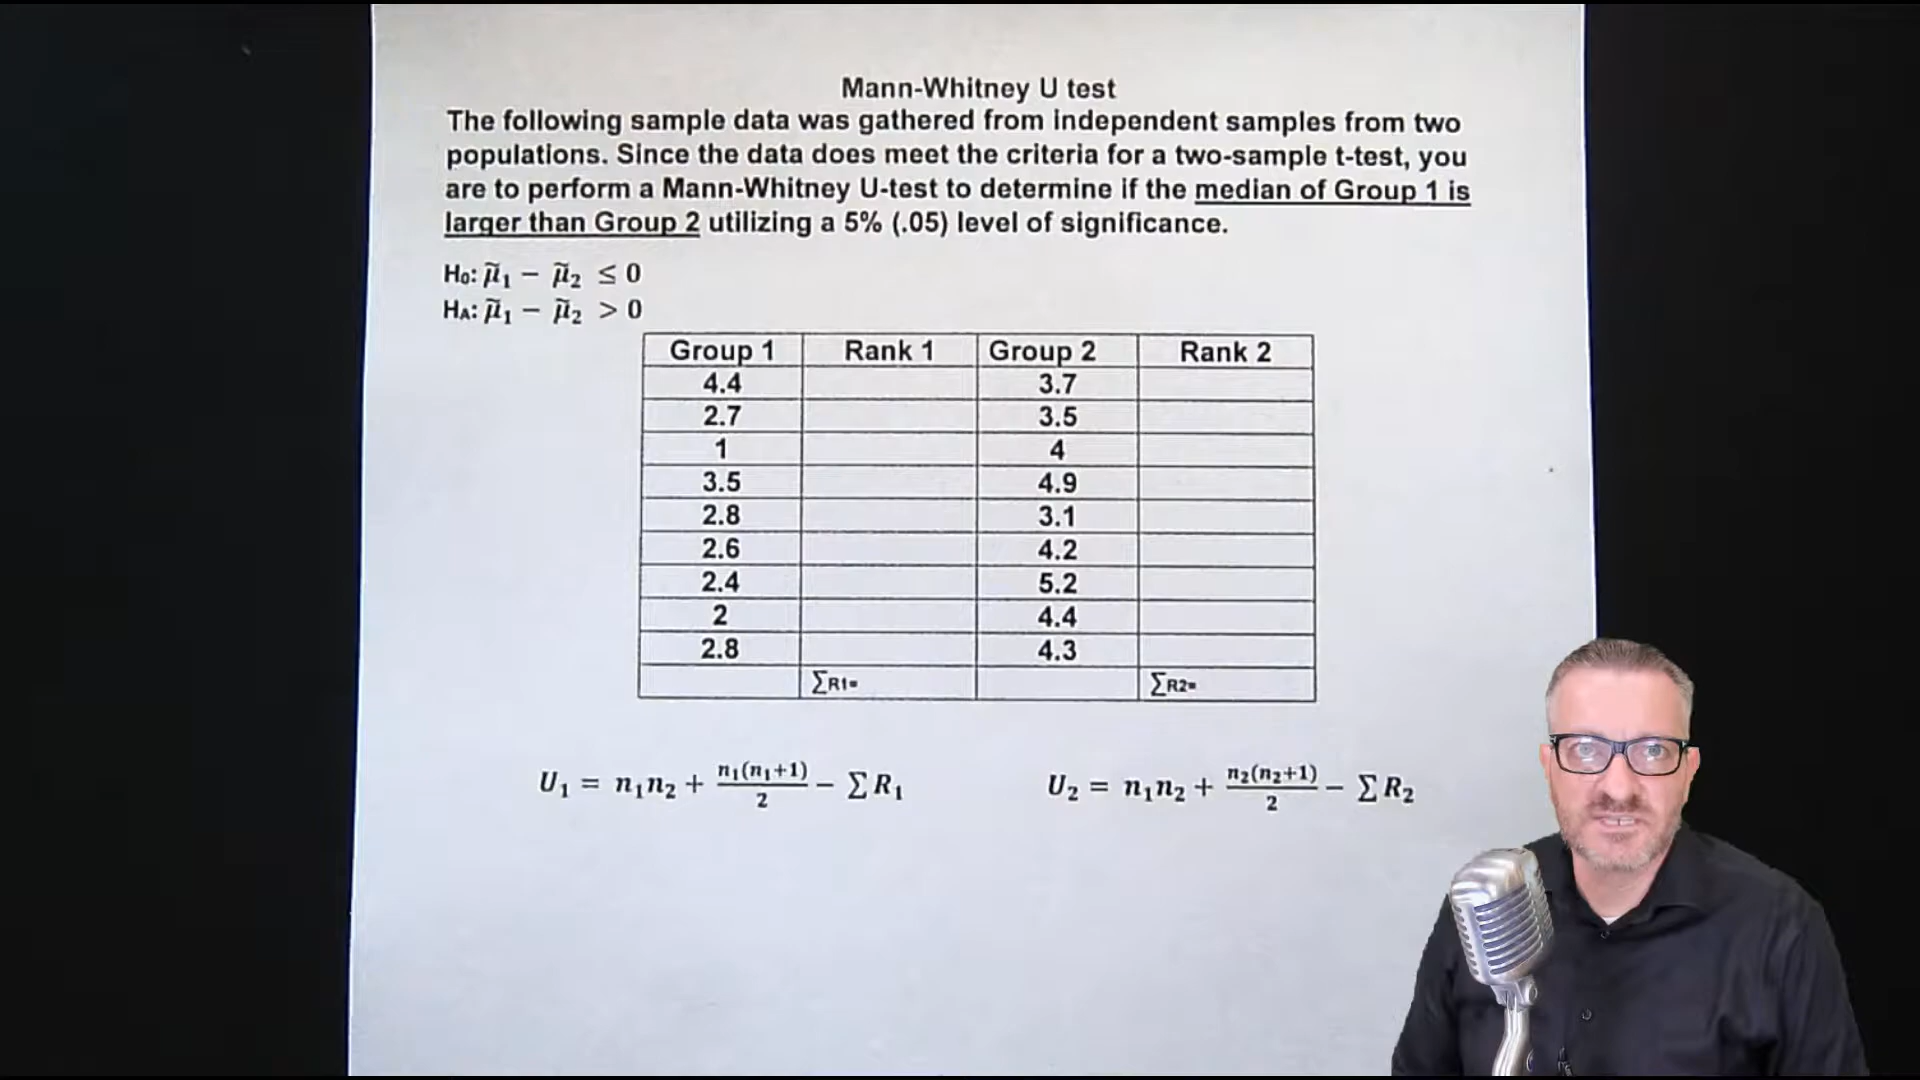 Mann-Whitney U test
The following sample data was gathered from independent samples from two
populations. Since the data does meet the criteria for a two-sample t-test, you
are to perform a Mann-Whitney U-test to determine if the median of Group 1 is
larger than Group 2 utilizing a 5% (.05) level of significance.
H₀: μ̃₁ − μ̃₂ ≤ 0
Hᴀ: μ̃₁ − μ̃₂ > 0
Group 1 Rank 1 Group 2 Rank 2
4.4 3.7
2.7 3.5
1 4
3.5 4.9
2.8 3.1
2.6 4.2
2.4 5.2
2 4.4
2.8 4.3
∑R1= ∑R2=
U₁ = n₁n₂ + n₁(n₁+1)/2 − ∑R₁ U₂ = n₁n₂ + n₂(n₂+1)/2 − ∑R₂